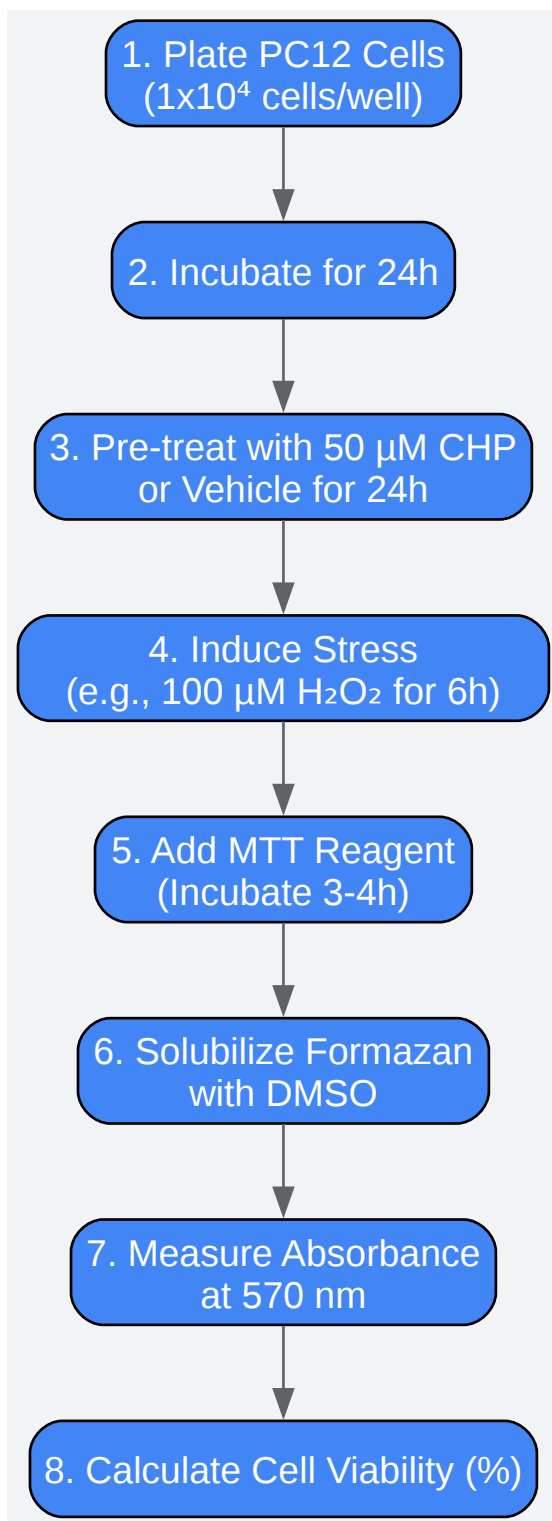 1. Plate PC12 Cells
(1x10⁴ cells/well)
2. Incubate for 24h
3. Pre-treat with 50 µM CHP
or Vehicle for 24h
4. Induce Stress
(e.g., 100 µM H₂O₂ for 6h)
5. Add MTT Reagent
(Incubate 3-4h)
6. Solubilize Formazan
with DMSO
7. Measure Absorbance
at 570 nm
8. Calculate Cell Viability (%)